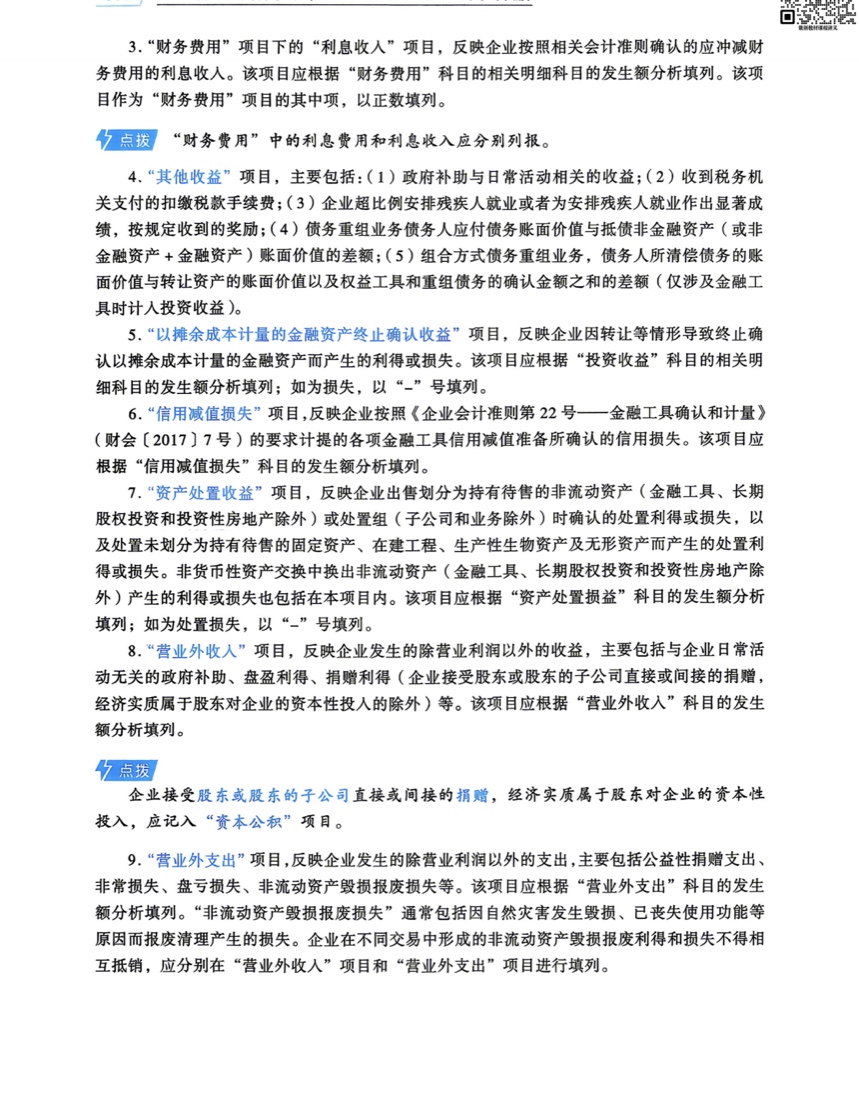 3.“财务费用”项目下的“利息收入”项目，反映企业按照相关会计准则确认的应冲减财
务费用的利息收入。该项目应根据“财务费用”科目的相关明细科目的发生额分析填列。该项
目作为“财务费用”项目的其中项，以正数填列。
点拨 “财务费用”中的利息费用和利息收入应分别列报。
4.“其他收益”项目，主要包括：（1）政府补助与日常活动相关的收益；（2）收到税务机
关支付的扣缴税款手续费；（3）企业超比例安排残疾人就业或者为安排残疾人就业作出显著成
绩，按规定收到的奖励；（4）债务重组业务债务人应付债务账面价值与抵债非金融资产（或非
金融资产+金融资产）账面价值的差额；（5）组合方式债务重组业务，债务人所清偿债务的账
面价值与转让资产的账面价值以及权益工具和重组债务的确认金额之和的差额（仅涉及金融工
具时计入投资收益）。
5.“以摊余成本计量的金融资产终止确认收益”项目，反映企业因转让等情形导致终止确
认以摊余成本计量的金融资产而产生的利得或损失。该项目应根据“投资收益”科目的相关明
细科目的发生额分析填列；如为损失，以“–”号填列。
6.“信用减值损失”项目，反映企业按照《企业会计准则第 22 号——金融工具确认和计量》
（财会〔2017〕7 号）的要求计提的各项金融工具信用减值准备所确认的信用损失。该项目应
根据“信用减值损失”科目的发生额分析填列。
7.“资产处置收益”项目，反映企业出售划分为持有待售的非流动资产（金融工具、长期
股权投资和投资性房地产除外）或处置组（子公司和业务除外）时确认的处置利得或损失，以
及处置未划分为持有待售的固定资产、在建工程、生产性生物资产及无形资产而产生的处置利
得或损失。非货币性资产交换中换出非流动资产（金融工具、长期股权投资和投资性房地产除
外）产生的利得或损失也包括在本项目内。该项目应根据“资产处置损益”科目的发生额分析
填列；如为处置损失，以“–”号填列。
8.“营业外收入”项目，反映企业发生的除营业利润以外的收益，主要包括与企业日常活
动无关的政府补助、盘盈利得、捐赠利得（企业接受股东或股东的子公司直接或间接的捐赠，
经济实质属于股东对企业的资本性投入的除外）等。该项目应根据“营业外收入”科目的发生
额分析填列。
点拨
企业接受股东或股东的子公司直接或间接的捐赠，经济实质属于股东对企业的资本性
投入，应记入“资本公积”项目。
9.“营业外支出”项目，反映企业发生的除营业利润以外的支出，主要包括公益性捐赠支出、
非常损失、盘亏损失、非流动资产毁损报废损失等。该项目应根据“营业外支出”科目的发生
额分析填列。“非流动资产毁损报废损失”通常包括因自然灾害发生毁损、已丧失使用功能等
原因而报废清理产生的损失。企业在不同交易中形成的非流动资产毁损报废利得和损失不得相
互抵销，应分别在“营业外收入”项目和“营业外支出”项目进行填列。